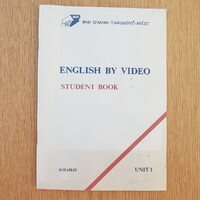 ENGLISH BY VIDEO
STUDENT BOOK
BUDAPEST
UNIT 1